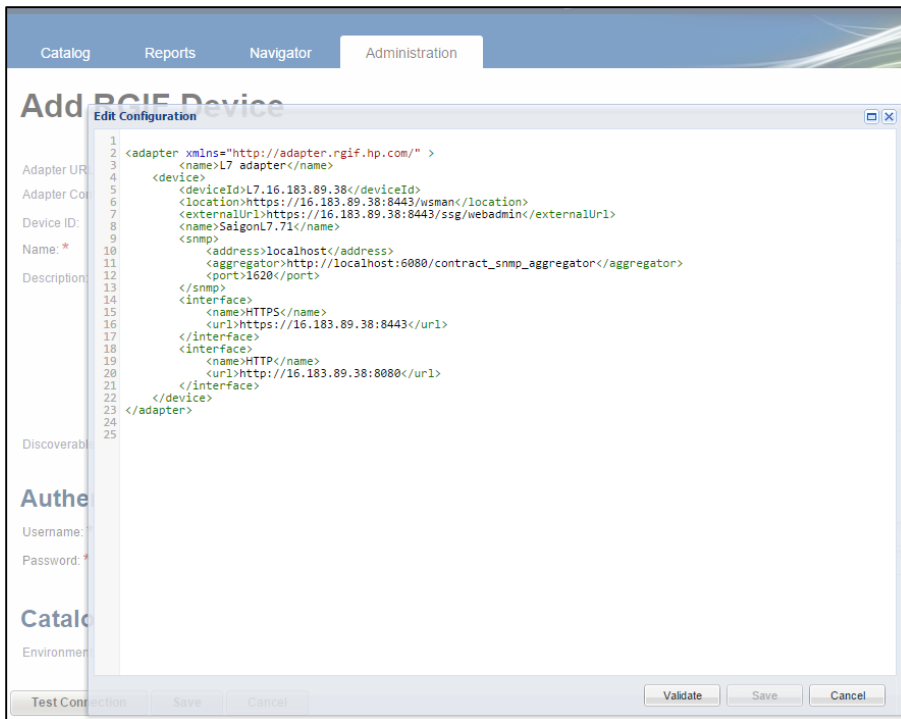 Catalog Reports Navigator Administration
Add RGIF Device
Edit Configuration
1
2 <adapter xmlns="http://adapter.rgif.hp.com/" >
3 <name>L7 adapter</name>
4 <device>
5 <deviceId>L7.16.183.89.38</deviceId>
6 <location>https://16.183.89.38:8443/wsman</location>
7 <externalUrl>https://16.183.89.38:8443/ssg/webadmin</externalUrl>
8 <name>SaigonL7.71</name>
9 <snmp>
10 <address>localhost</address>
11 <aggregator>http://localhost:6080/contract_snmp_aggregator</aggregator>
12 <port>1620</port>
13 </snmp>
14 <interface>
15 <name>HTTPS</name>
16 <url>https://16.183.89.38:8443</url>
17 </interface>
18 <interface>
19 <name>HTTP</name>
20 <url>http://16.183.89.38:8080</url>
21 </interface>
22 </device>
23 </adapter>
24
25
Adapter UR
Adapter Co
Device ID:
Name: *
Description:
Discoverabl
Authe
Username: *
Password: *
Catalo
Environmen
Test Connection Save Cancel
Validate Save Cancel